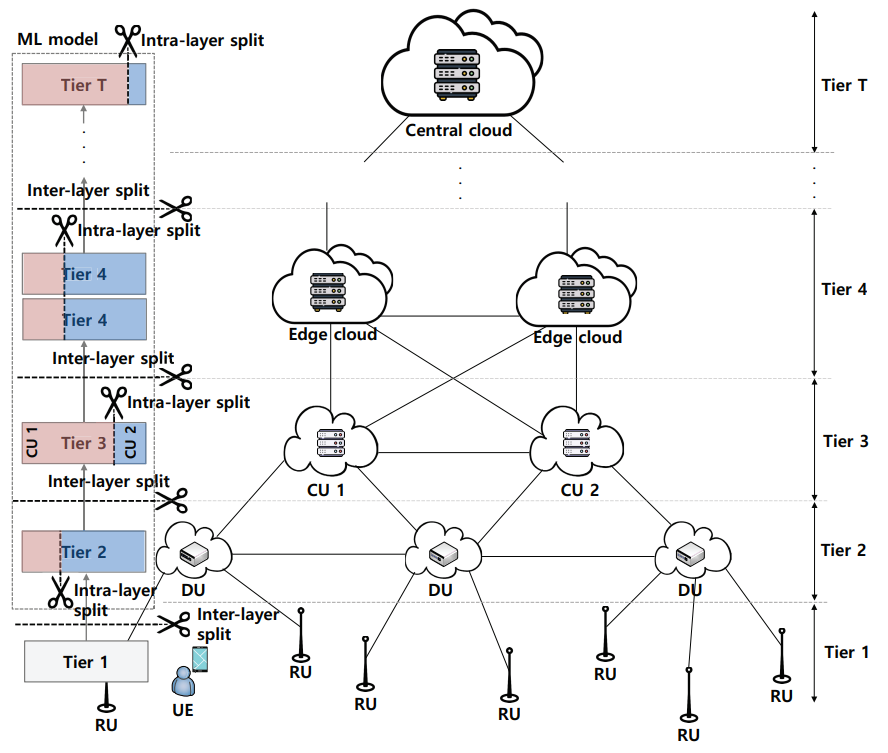 ML model
Intra-layer split
Tier T
Central cloud
Tier T
Inter-layer split
Intra-layer split
Tier 4
Tier 4
Edge cloud
Edge cloud
Tier 4
Inter-layer split
Intra-layer split
CU 1
Tier 3
CU 2
CU 1
CU 2
Tier 3
Inter-layer split
Tier 2
DU
DU
DU
Tier 2
Intra-layer
split
Inter-layer
split
Tier 1
RU
UE
RU
RU
RU
RU
RU
RU
Tier 1